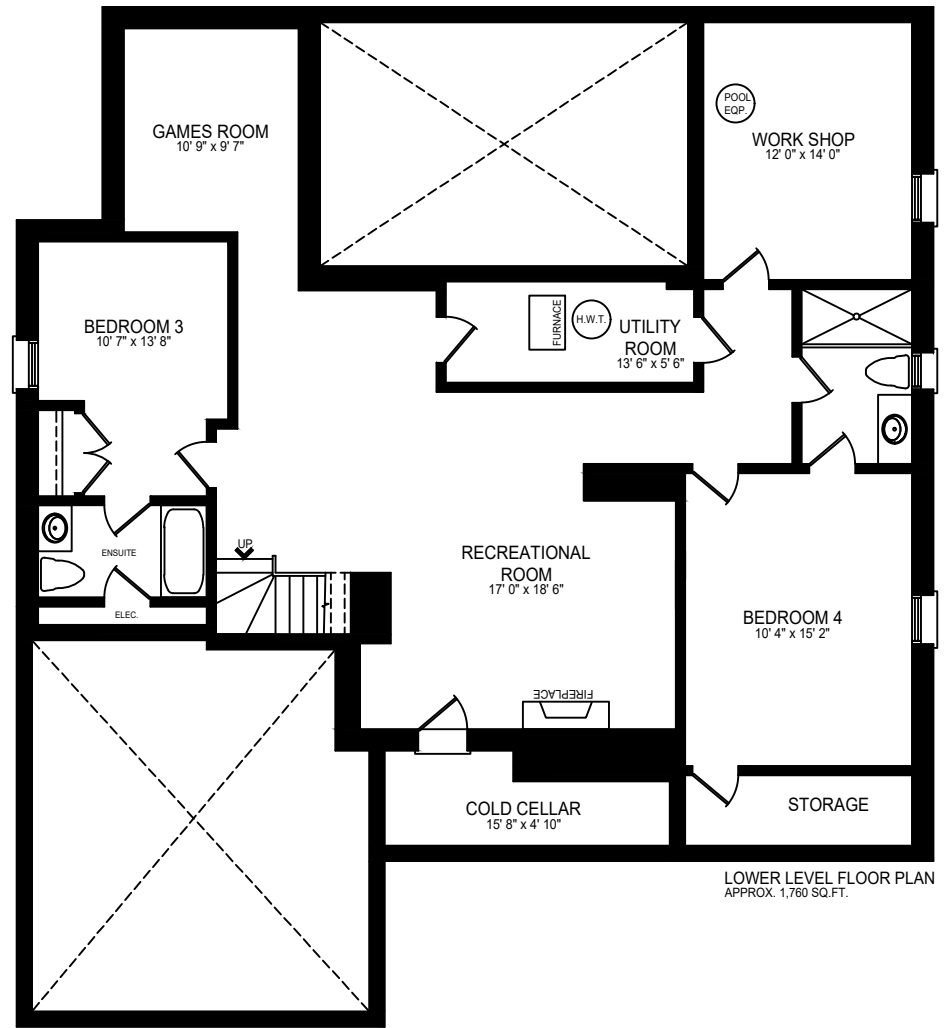 GAMES ROOM
10' 9" x 9' 7"
POOL
EQP.
WORK SHOP
12' 0" x 14' 0"
BEDROOM 3
10' 7" x 13' 8"
FURNACE
H.W.T.
UTILITY
ROOM
13' 6" x 5' 6"
ENSUITE
ELEC.
UP
RECREATIONAL
ROOM
17' 0" x 18' 6"
FIREPLACE
BEDROOM 4
10' 4" x 15' 2"
COLD CELLAR
15' 8" x 4' 10"
STORAGE
LOWER LEVEL FLOOR PLAN
APPROX. 1,760 SQ.FT.